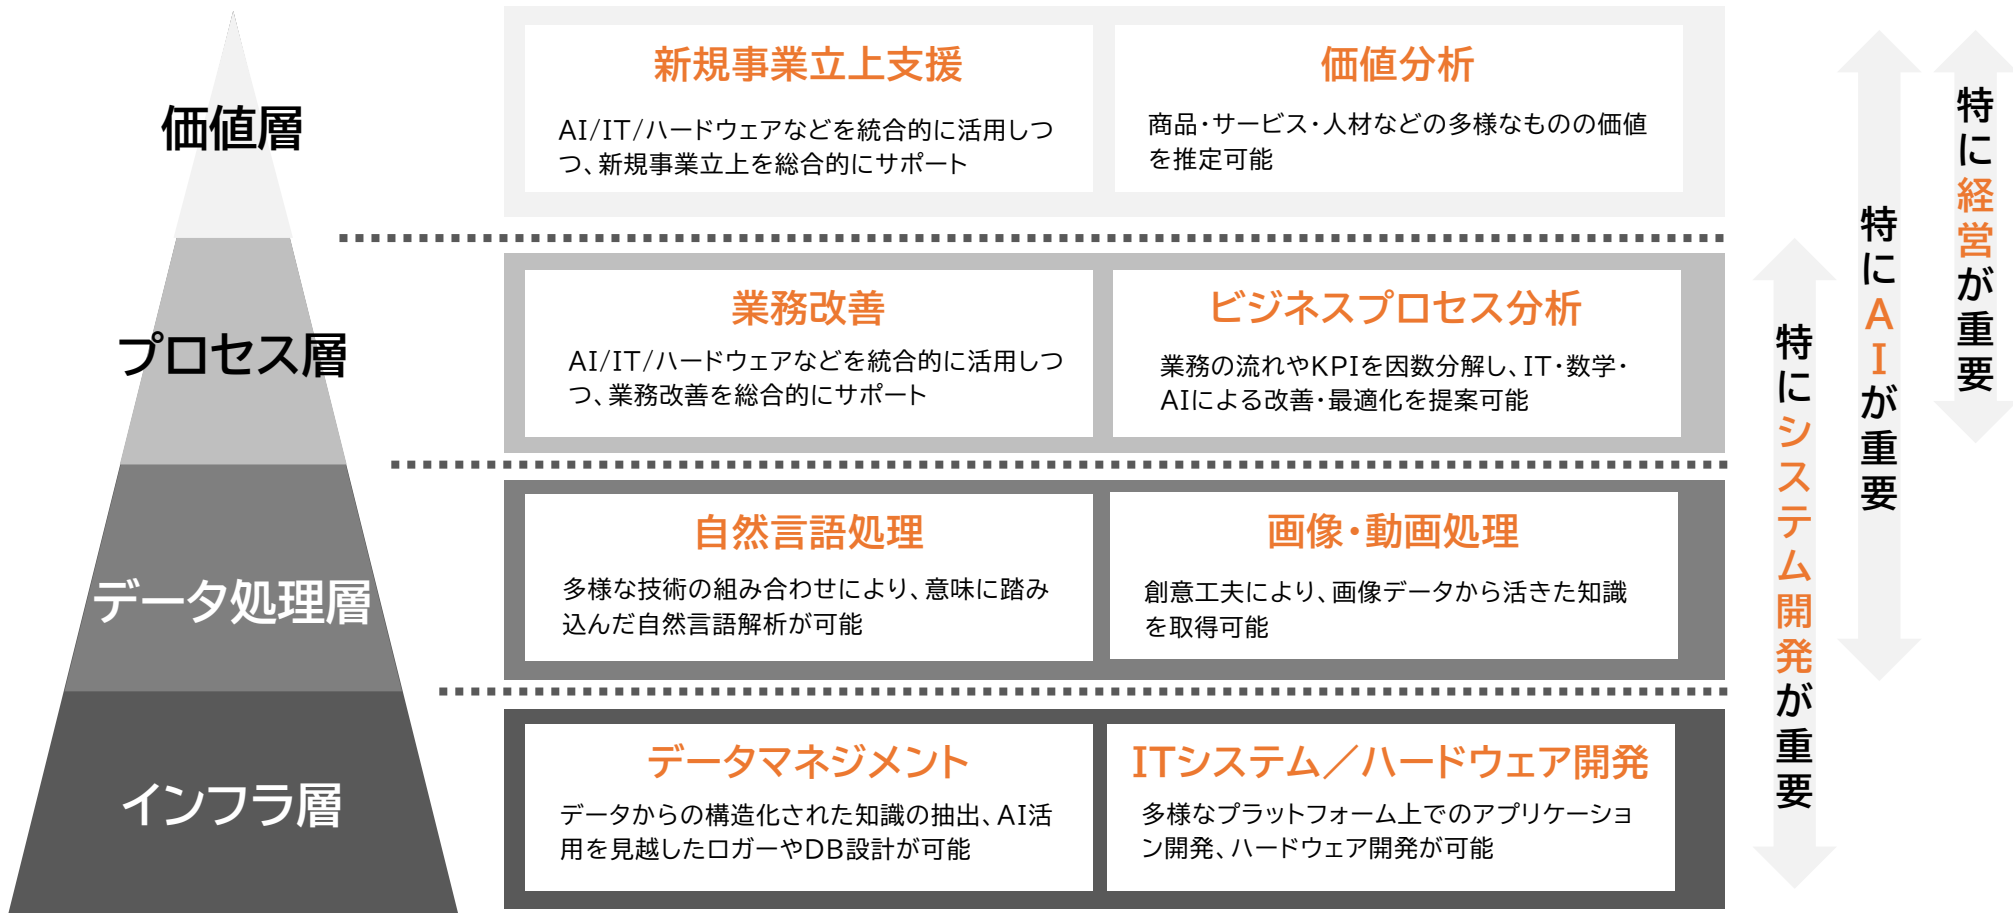 価値層
新規事業立上支援
AI/IT/ハードウェアなどを統合的に活用しつ
つ、新規事業立上を総合的にサポート
価値分析
商品・サービス・人材などの多様なものの価値
を推定可能
プロセス層
業務改善
AI/IT/ハードウェアなどを統合的に活用しつ
つ、業務改善を総合的にサポート
ビジネスプロセス分析
業務の流れやKPIを因数分解し、IT・数学・
AIによる改善・最適化を提案可能
データ処理層
自然言語処理
多様な技術の組み合わせにより、意味に踏み
込んだ自然言語解析が可能
画像・動画処理
創意工夫により、画像データから活きた知識
を取得可能
インフラ層
データマネジメント
データからの構造化された知識の抽出、AI活
用を見越したロガーやDB設計が可能
ITシステム／ハードウェア開発
多様なプラットフォーム上でのアプリケーショ
ン開発、ハードウェア開発が可能
特にシステム開発が重要
特にAIが重要
特に経営が重要